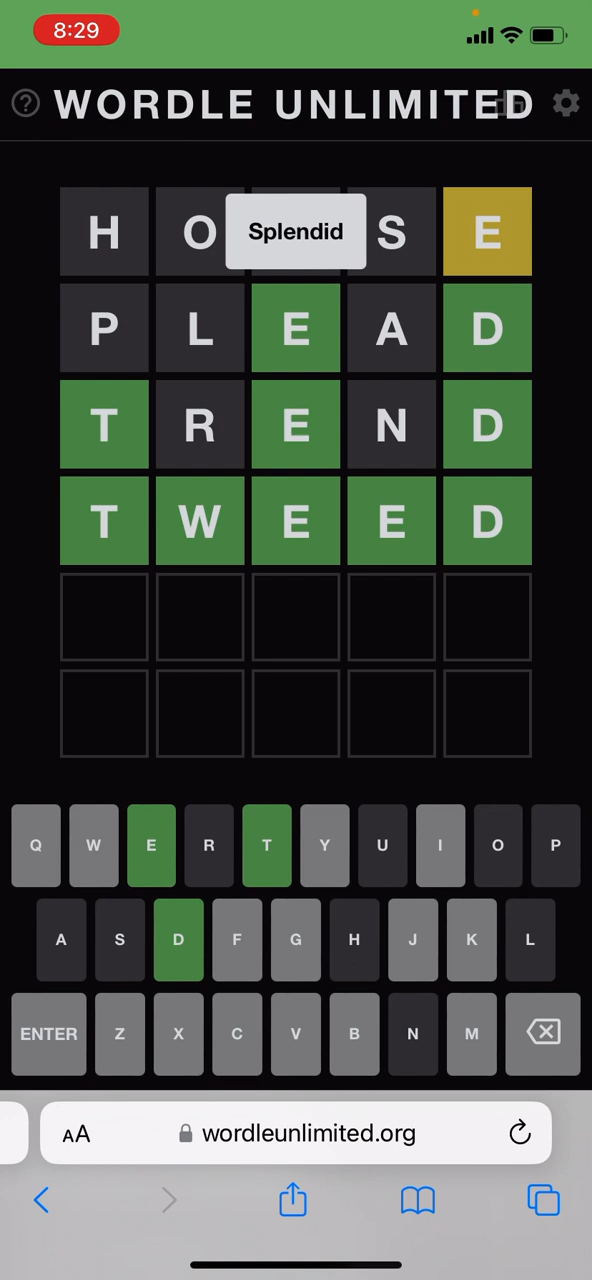 8:29
WORDLE UNLIMITED
H O S E
Splendid
P L E A D
T R E N D
T W E E D
Q W E R T Y U I O P
A S D F G H J K L
ENTER Z X C V B N M
AA wordleunlimited.org